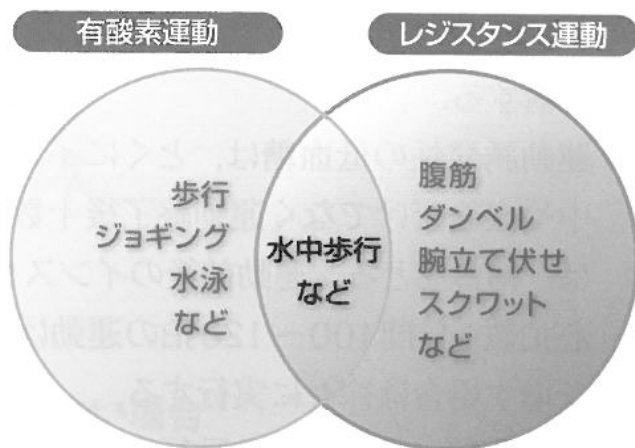 有酸素運動
レジスタンス運動
歩行
ジョギング
水泳
など
水中歩行
など
腹筋
ダンベル
腕立て伏せ
スクワット
など